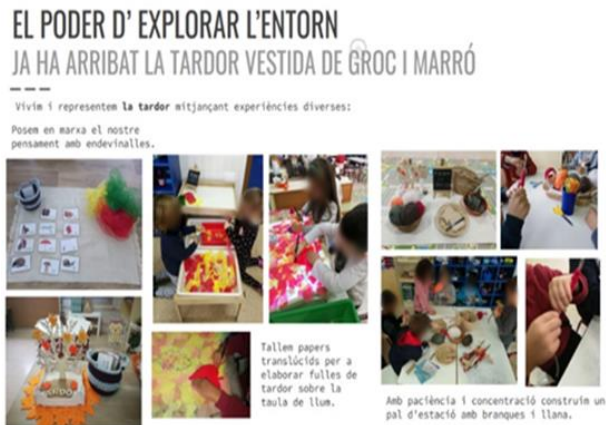 EL PODER D' EXPLORAR L'ENTORN
JA HA ARRIBAT LA TARDOR VESTIDA DE GROC I MARRÓ
Vivim i representem la tardor mitjançant experiències diverses:
Posem en marxa el nostre
pensament amb endevinalles.
Tallem papers
translúcids per a
elaborar fulles de
tardor sobre la
taula de llum.
Amb paciència i concentració construim un
pal d'estació amb branques i llana.